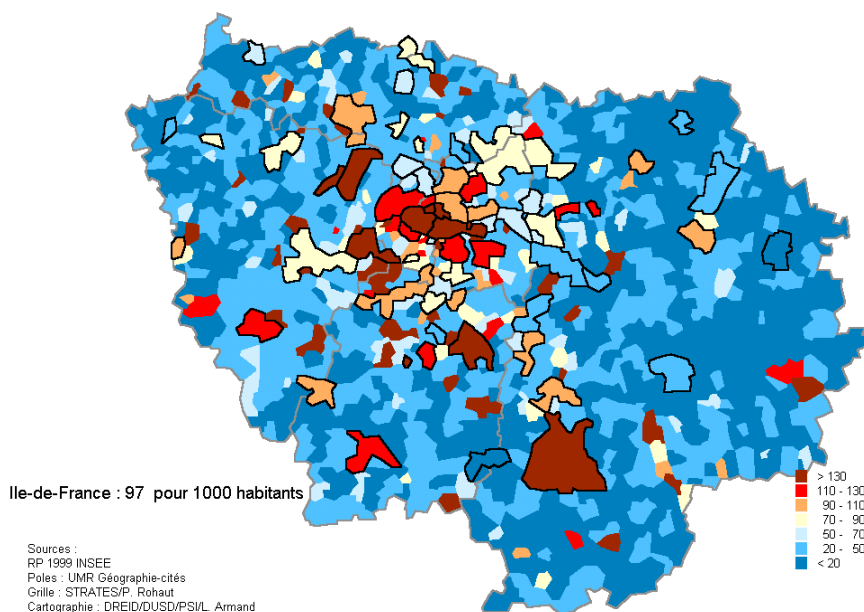 Ile-de-France : 97 pour 1000 habitants
> 130
110 - 130
90 - 110
70 - 90
50 - 70
20 - 50
< 20
Sources :
RP 1999 INSEE
Poles : UMR Géographie-cités
Grille : STRATES/P. Rohaut
Cartographie : DREID/DUSD/PSI/L. Armand